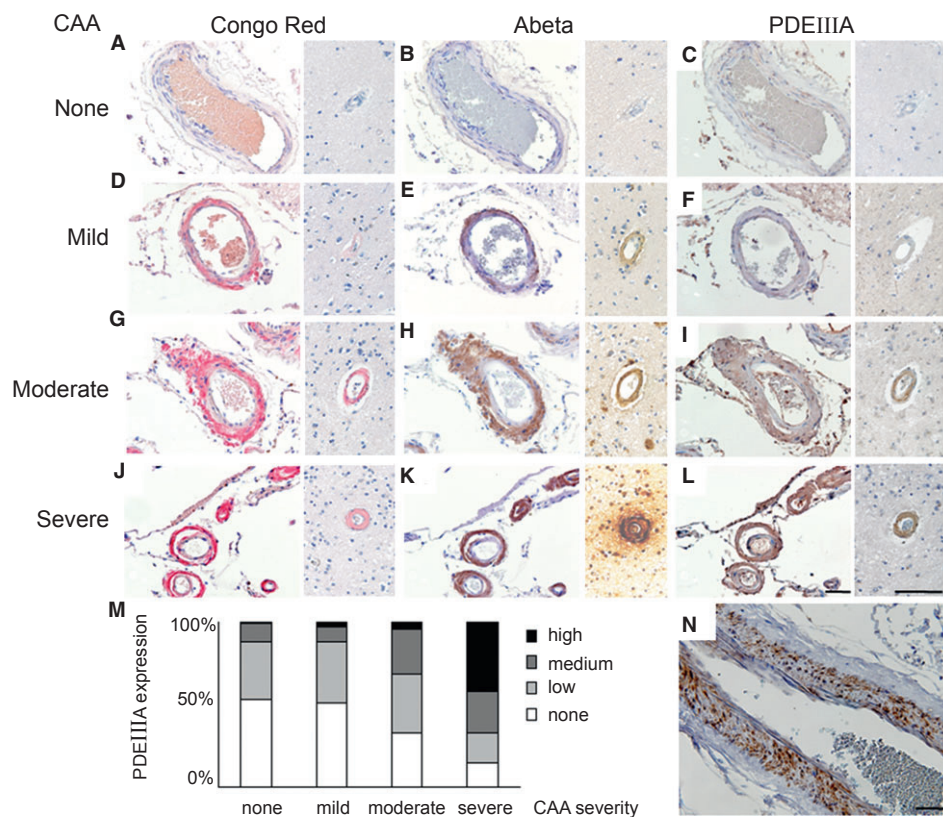 CAA Congo Red Abeta PDEIIIA
A B C
None
D E F
Mild
G H I
Moderate
J K L
Severe
M N
PDEIIIA expression
100%
50%
0%
high
medium
low
none
none mild moderate severe CAA severity